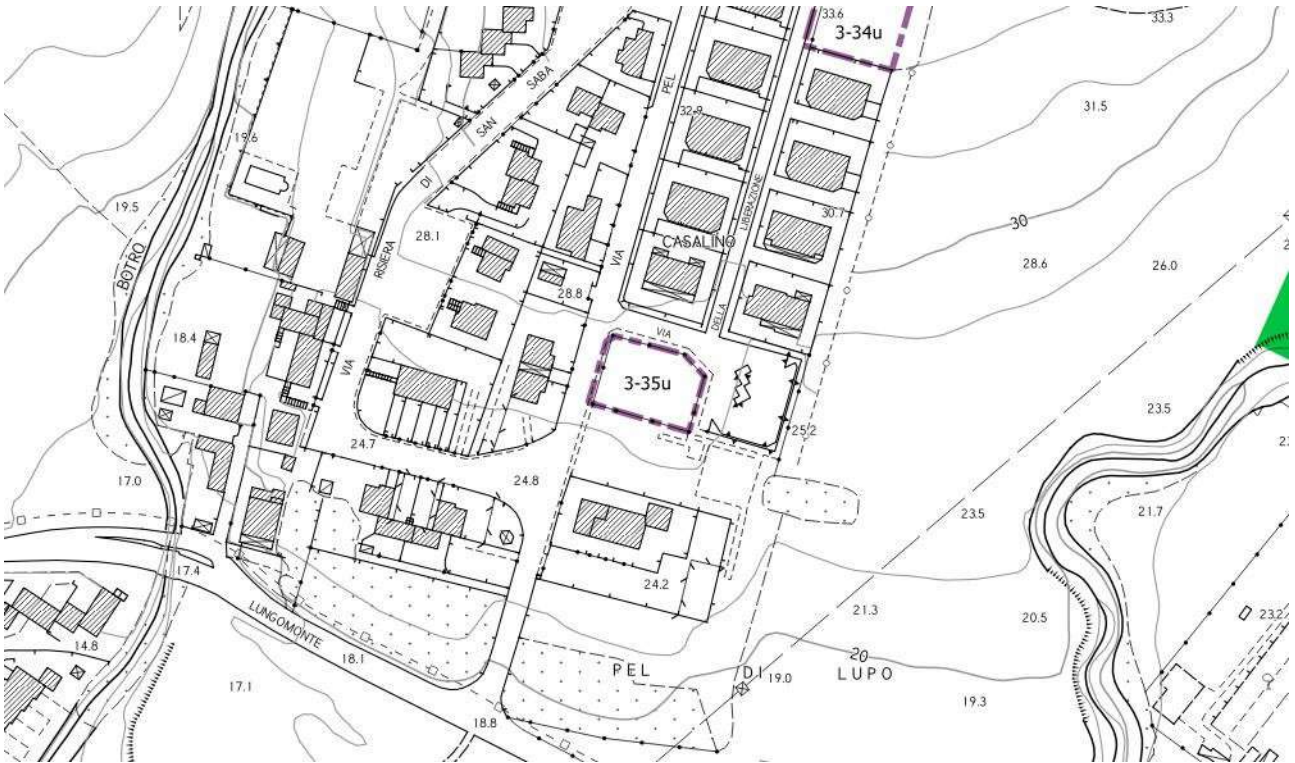 33.6
33.3
3-34u
SABA
PEL
31.5
32.9
SAN
19.6
DI
LIBERAZIONE
19.5
30.7
30
28.1
CASALINO
BOTRO
RISIERA
VIA
28.6
26.0
28.8
DELLA
VIA
18.4
VIA
3-35u
23.5
24.7
25.2
24.8
17.0
23.5
21.7
17.4
24.2
21.3
20.5
23.2
LUNGOMONTE
14.8
18.1
20
PEL DI LUPO
17.1
19.0
19.3
18.8